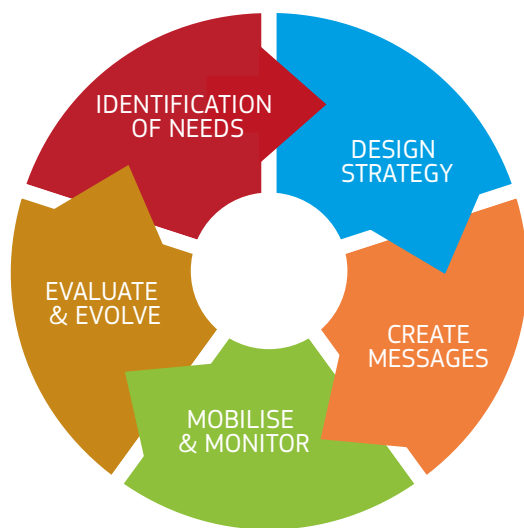 IDENTIFICATION
OF NEEDS
DESIGN
STRATEGY
CREATE
MESSAGES
MOBILISE
& MONITOR
EVALUATE
& EVOLVE